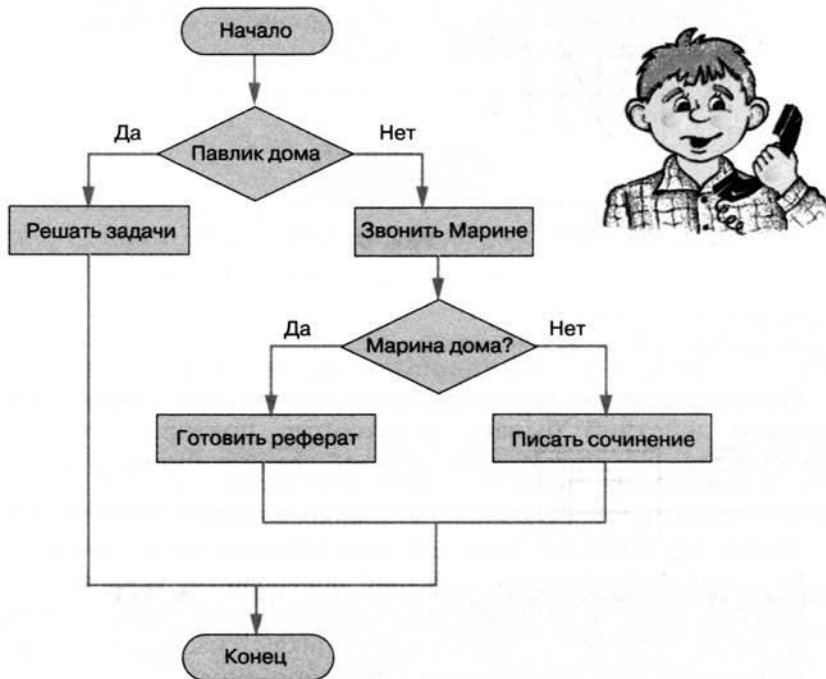 Начало
Да
Нет
Павлик дома
Решать задачи
Звонить Марине
Да
Нет
Марина дома?
Готовить реферат
Писать сочинение
Конец